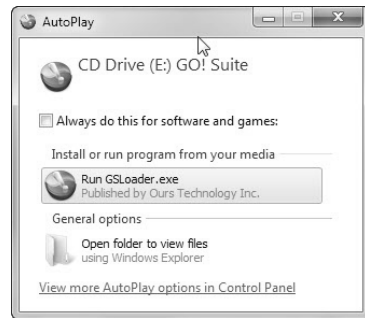 AutoPlay
CD Drive (E:) GO! Suite
Always do this for software and games:
Install or run program from your media
Run GSLoader.exe
Published by Ours Technology Inc.
General options
Open folder to view files
using Windows Explorer
View more AutoPlay options in Control Panel